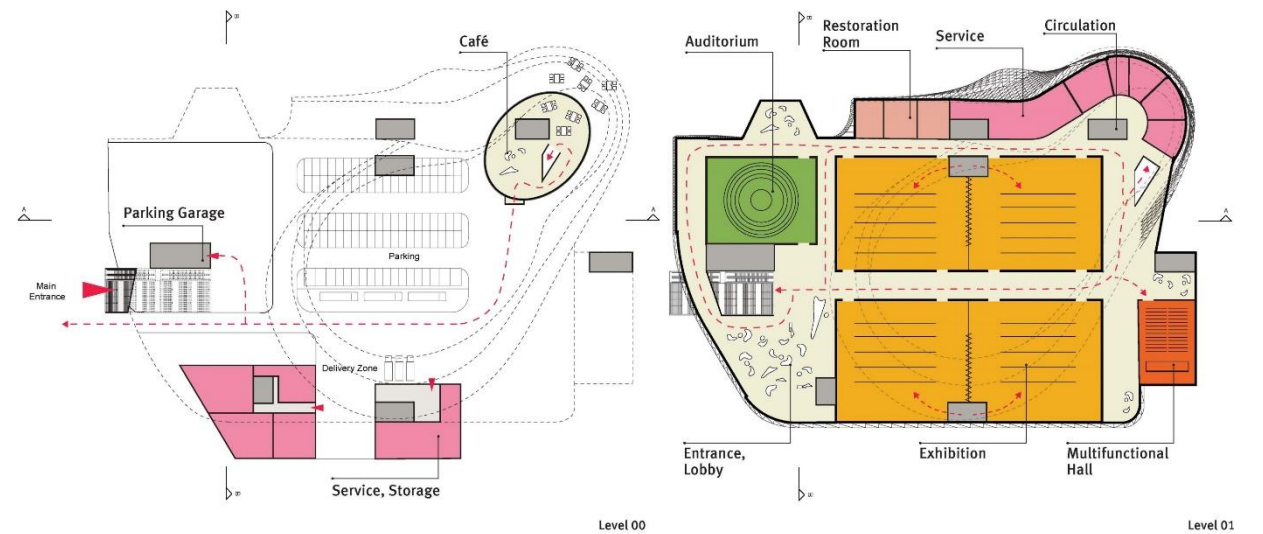 B
Café
A
A
Parking Garage
Parking
Main
Entrance
Delivery Zone
Service, Storage
B
Level 00
B
Auditorium
Restoration
Room
Service
Circulation
A
Entrance,
Lobby
Exhibition
Multifunctional
Hall
B
Level 01